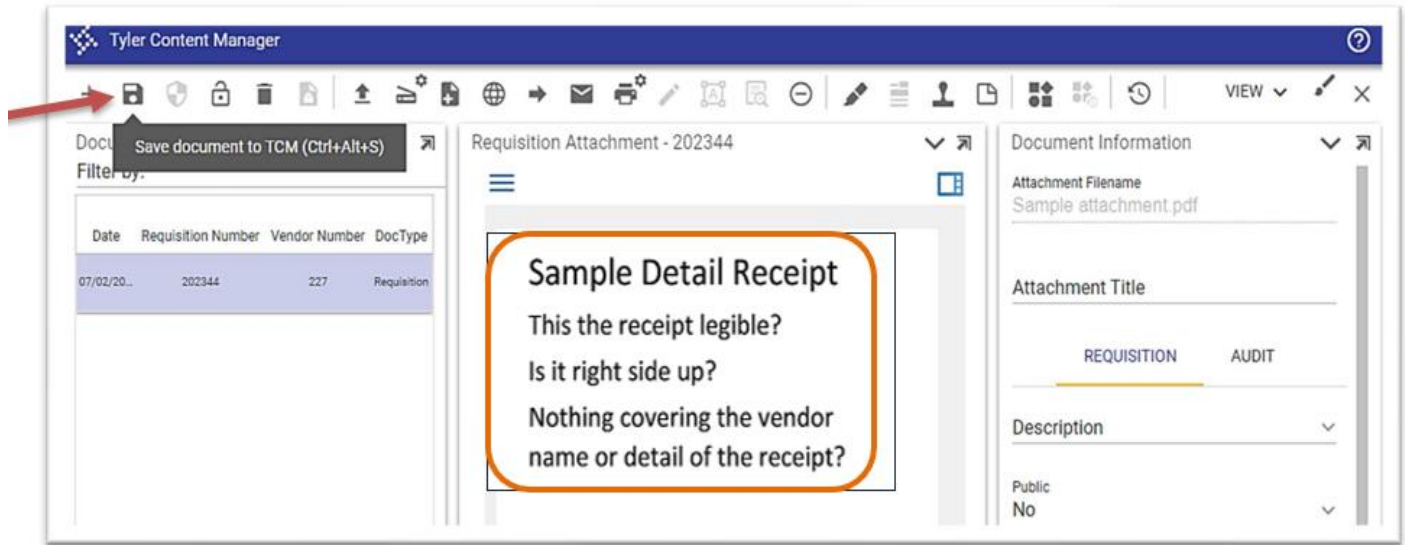 Tyler Content Manager
VIEW
Save document to TCM (Ctrl+Alt+S)
Docu
Filter by:
Date Requisition Number Vendor Number DocType
07/02/20... 202344 227 Requisition
Requisition Attachment - 202344
Sample Detail Receipt
This the receipt legible?
Is it right side up?
Nothing covering the vendor
name or detail of the receipt?
Document Information
Attachment Filename
Sample attachment.pdf
Attachment Title
REQUISITION AUDIT
Description
Public
No